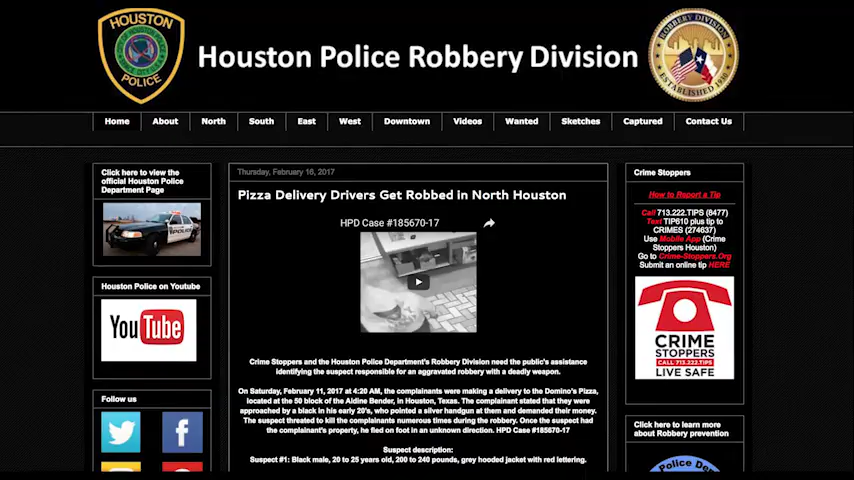 HOUSTON
POLICE
Houston Police Robbery Division
ROBBERY DIVISION
ESTABLISHED 1930
Home About North South East West Downtown Videos Wanted Sketches Captured Contact Us
Click here to view the
official Houston Police
Department Page
POLICE
Houston Police on Youtube
YouTube
Follow us
Thursday, February 16, 2017
Pizza Delivery Drivers Get Robbed in North Houston
HPD Case #185670-17
Crime Stoppers and the Houston Police Department's Robbery Division need the public's assistance
identifying the suspect responsible for an aggravated robbery with a deadly weapon.
On Saturday, February 11, 2017 at 4:20 AM, the complainants were making a delivery to the Domino's Pizza,
located at the 50 block of the Aldine Bender, in Houston, Texas. The complainant stated that they were
approached by a black in his early 20's, who pointed a silver handgun at them and demanded their money.
The suspect threated to kill the complainants numerous times during the robbery. Once the suspect had
the complainant's property, he fled on foot in an unknown direction. HPD Case #185670-17
Suspect description:
Suspect #1: Black male, 20 to 25 years old, 200 to 240 pounds, grey hooded jacket with red lettering.
Crime Stoppers
How to Report a Tip
Call 713.222.TIPS (8477)
Text TIP610 plus tip to
CRIMES (274637)
Use Mobile App (Crime
Stoppers Houston)
Go to Crime-Stoppers.Org
Submit an online tip HERE
CRIME
STOPPERS
CALL 713.222.TIPS
LIVE SAFE
Click here to learn more
about Robbery prevention
Police De